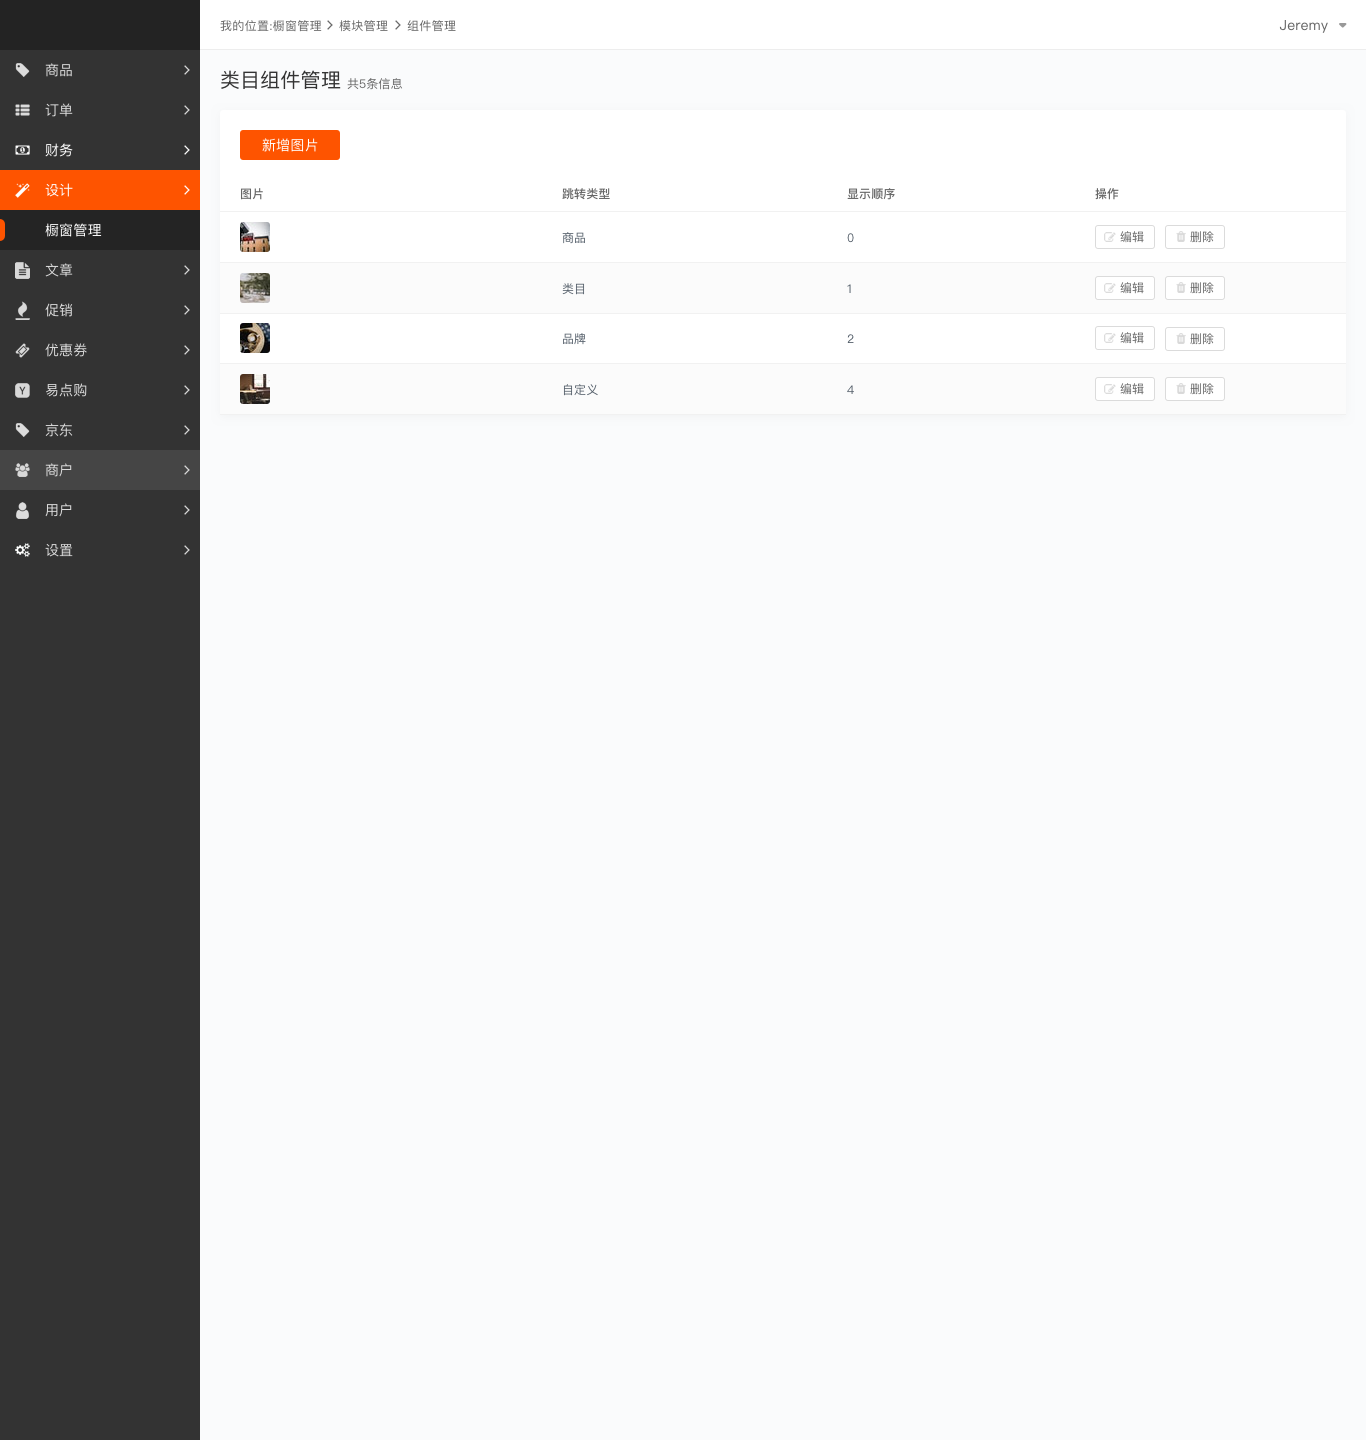 我的位置:橱窗管理 > 模块管理 > 组件管理
Jeremy
商品
订单
财务
设计
橱窗管理
文章
促销
优惠券
易点购
京东
商户
用户
设置
类目组件管理 共5条信息
新增图片
图片 跳转类型 显示顺序 操作
商品 0 编辑 删除
类目 1 编辑 删除
品牌 2 编辑 删除
自定义 4 编辑 删除